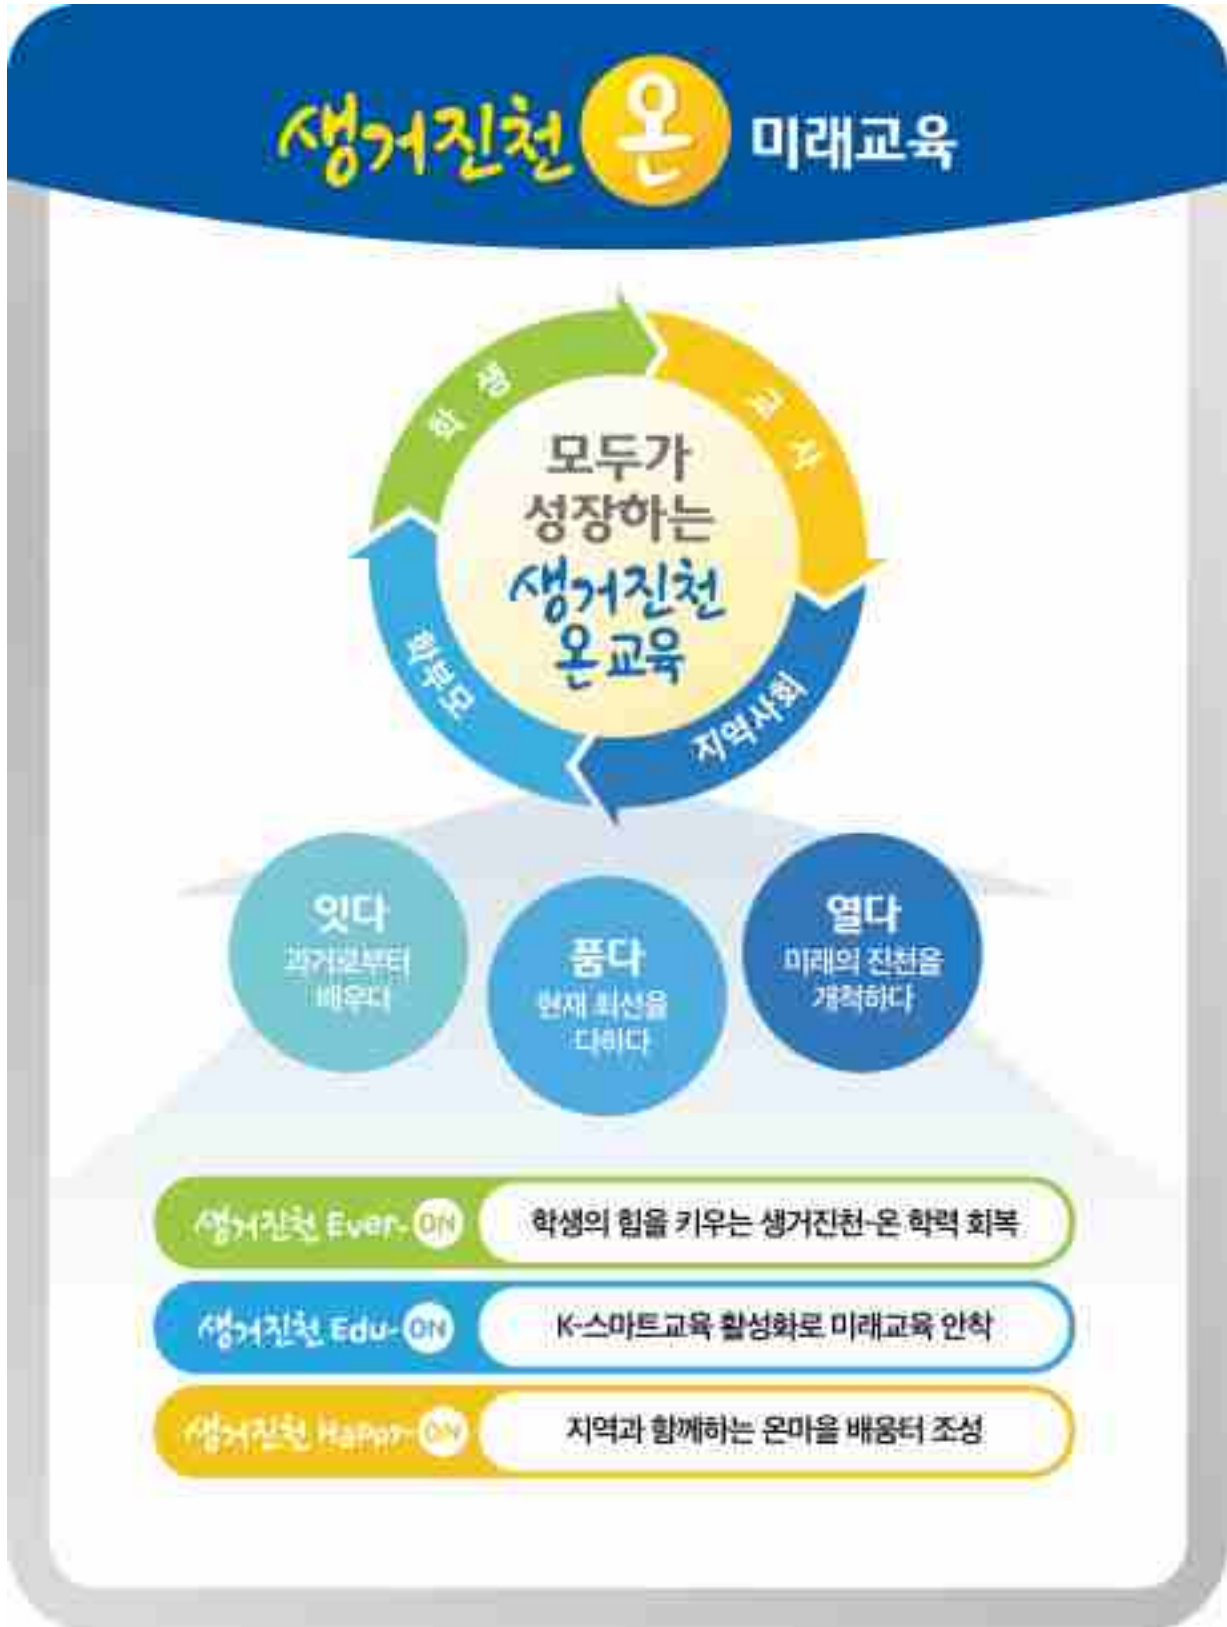 생거진천 온 미래교육
학생
교사
모두가
성장하는
생거진천
온 교육
학부모
지역사회
잇다
과거로부터
배우다
품다
현재 최선을
다하다
열다
미래의 진천을
개척하다
생거진천 Ever-ON 학생의 힘을 키우는 생거진천-온 학력 회복
생거진천 Edu-ON K-스마트교육 활성화로 미래교육 안착
생거진천 Happy-ON 지역과 함께하는 온마을 배움터 조성